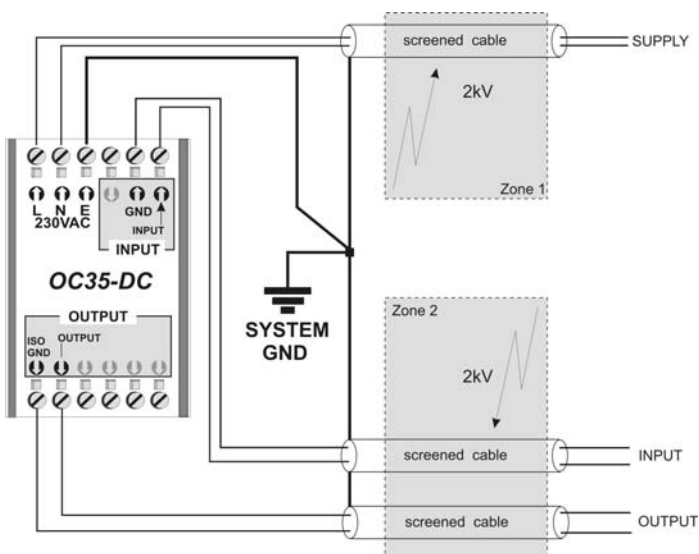 screened cable
SUPPLY
2kV
Zone 1
L N E
230VAC
GND
INPUT
INPUT
OC35-DC
OUTPUT
ISO
GND
OUTPUT
SYSTEM
GND
Zone 2
2kV
screened cable
INPUT
screened cable
OUTPUT